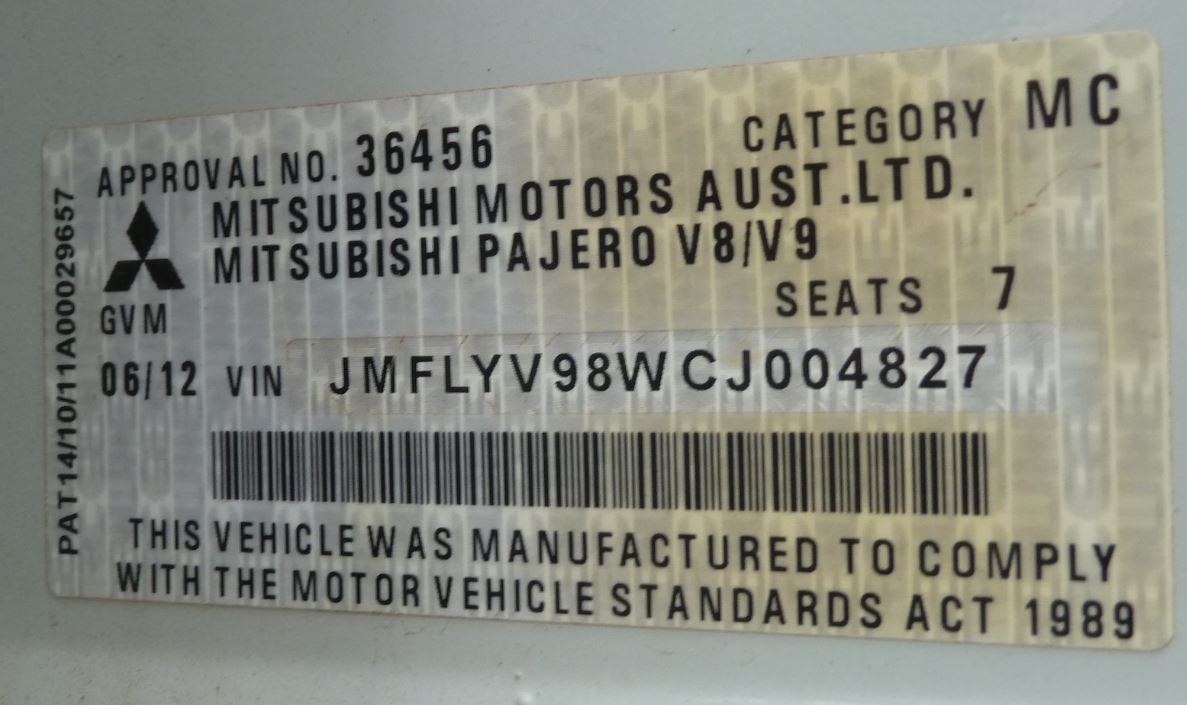 APPROVAL NO. 36456 CATEGORY MC
MITSUBISHI MOTORS AUST.LTD.
MITSUBISHI PAJERO V8/V9
GVM SEATS 7
06/12 VIN JMFLYV98WCJ004827
THIS VEHICLE WAS MANUFACTURED TO COMPLY
WITH THE MOTOR VEHICLE STANDARDS ACT 1989
PAT14/10/11A00029657